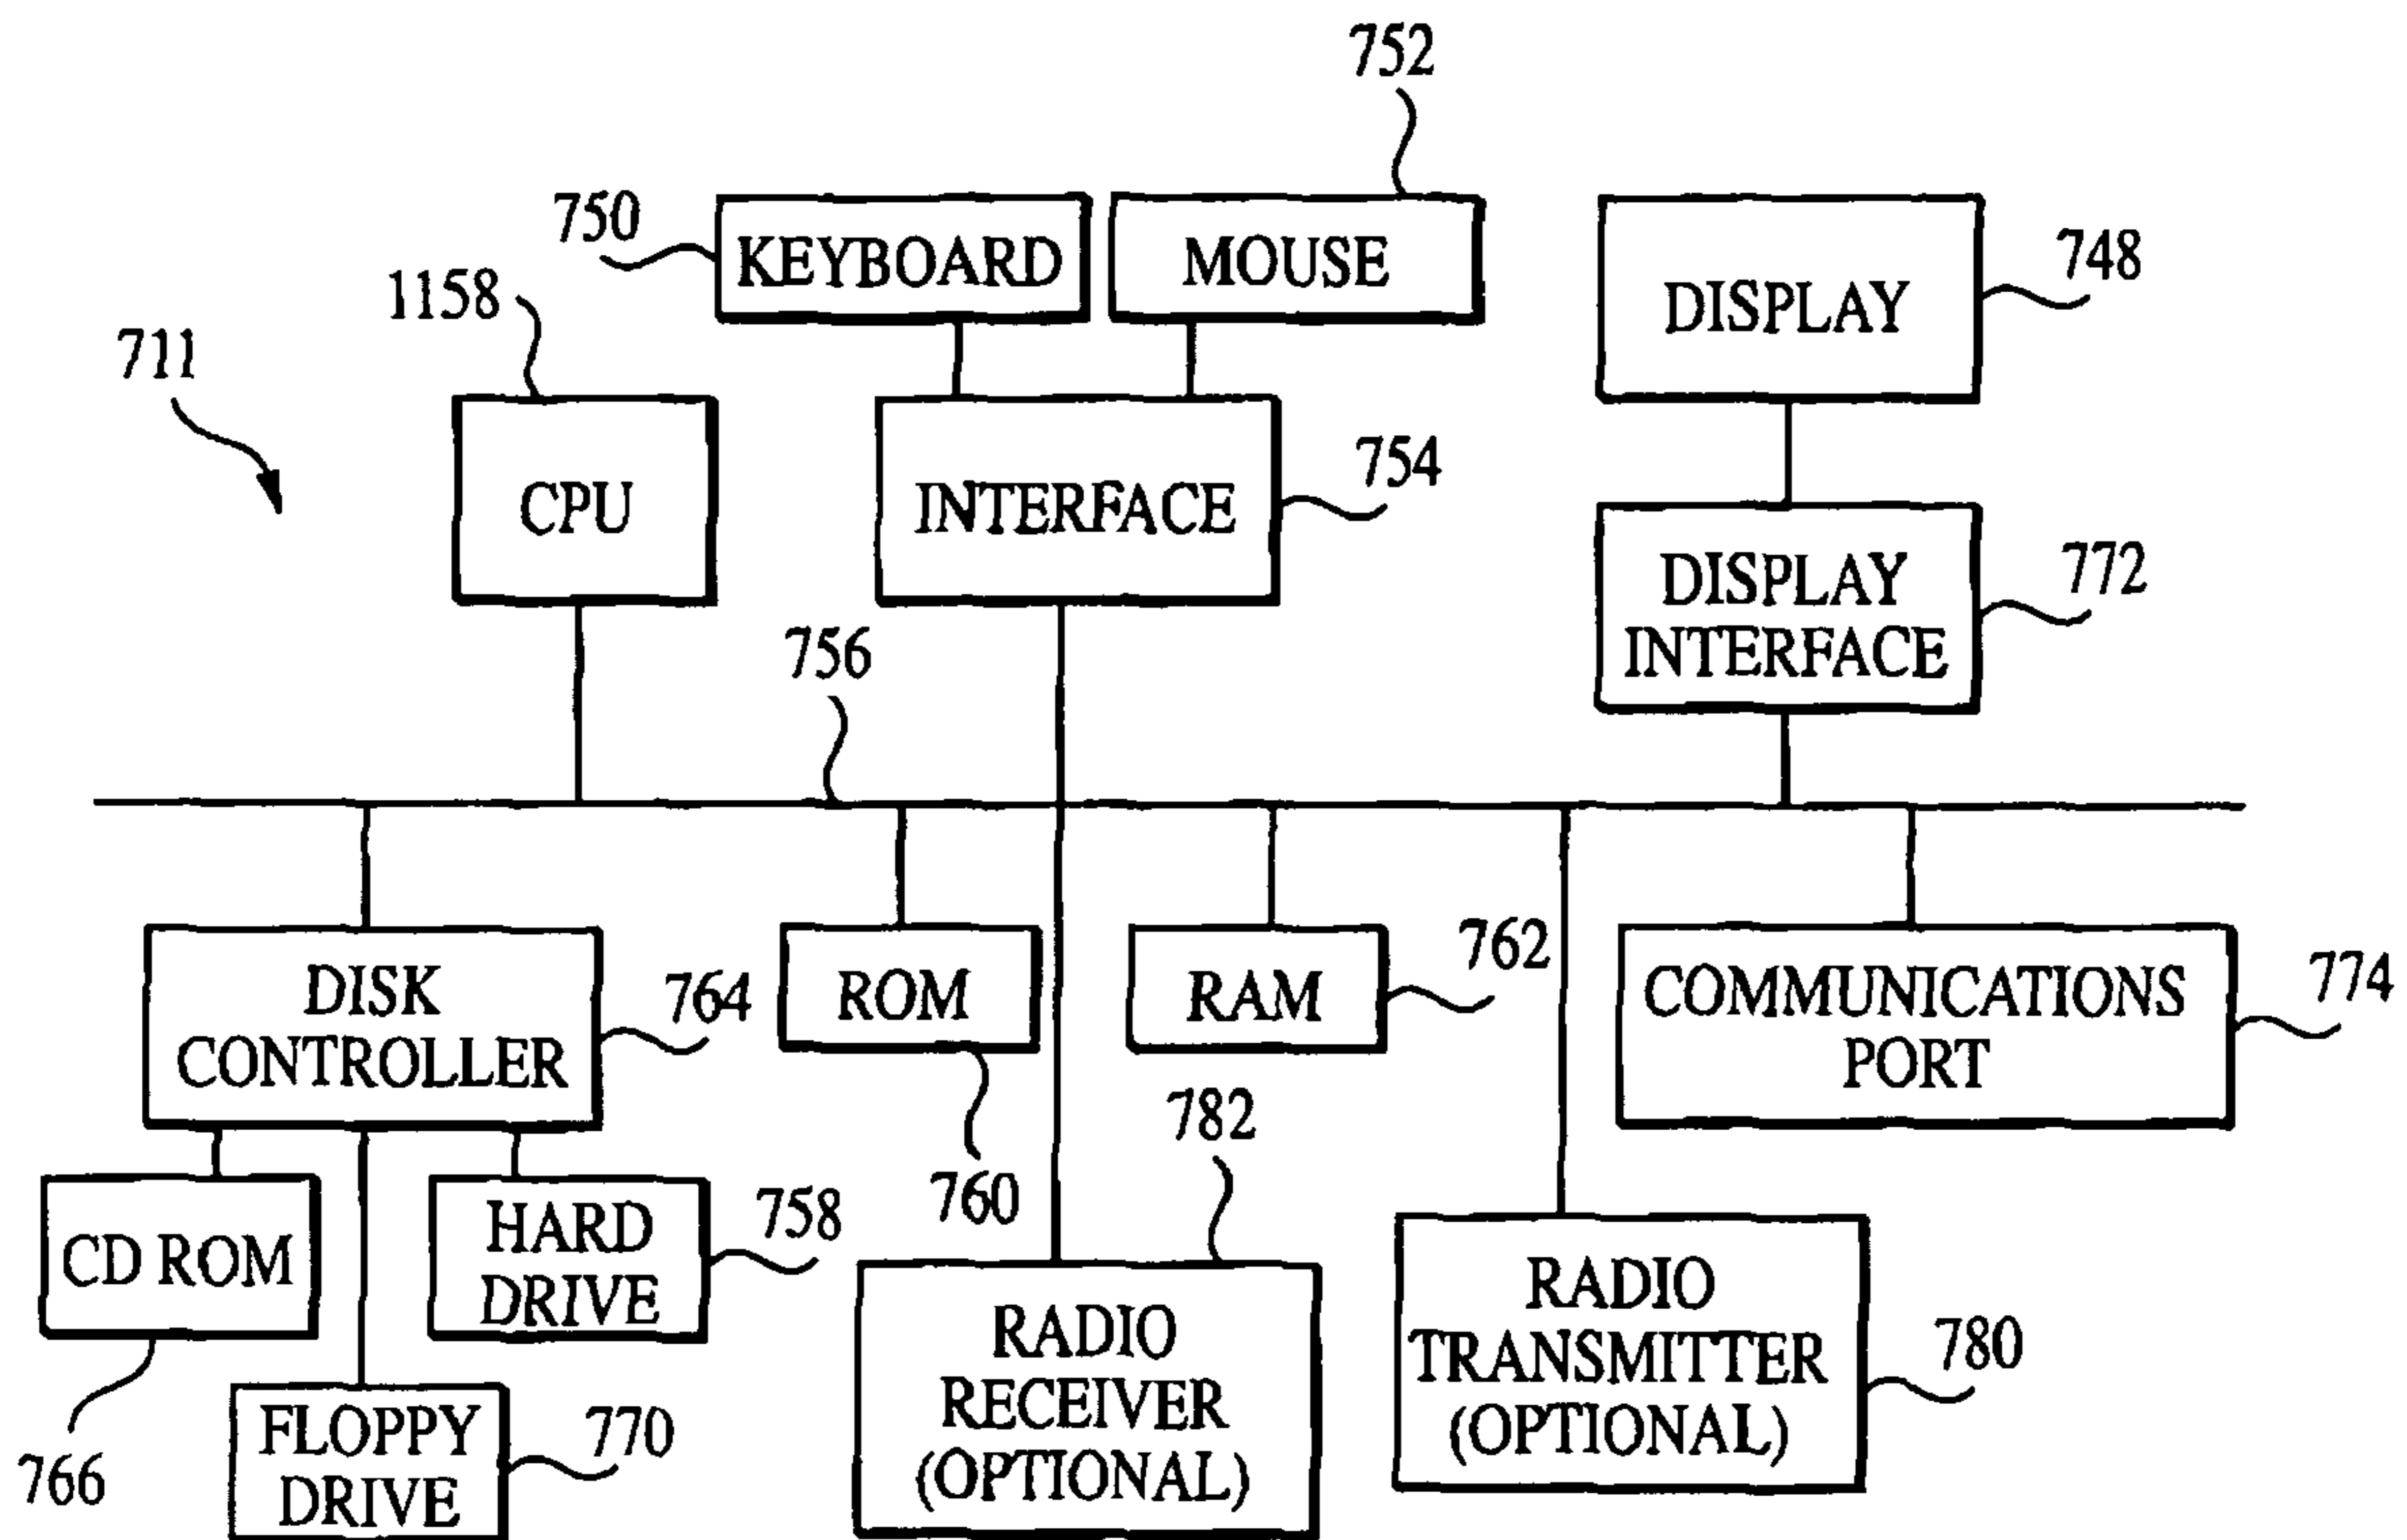 752
750
KEYBOARD
MOUSE
748
DISPLAY
1158
711
CPU
INTERFACE
754
DISPLAY
INTERFACE
772
756
DISK
CONTROLLER
764
ROM
760
RAM
762
COMMUNICATIONS
PORT
774
782
CD ROM
766
HARD
DRIVE
758
FLOPPY
DRIVE
770
RADIO
RECEIVER
(OPTIONAL)
RADIO
TRANSMITTER
(OPTIONAL)
780